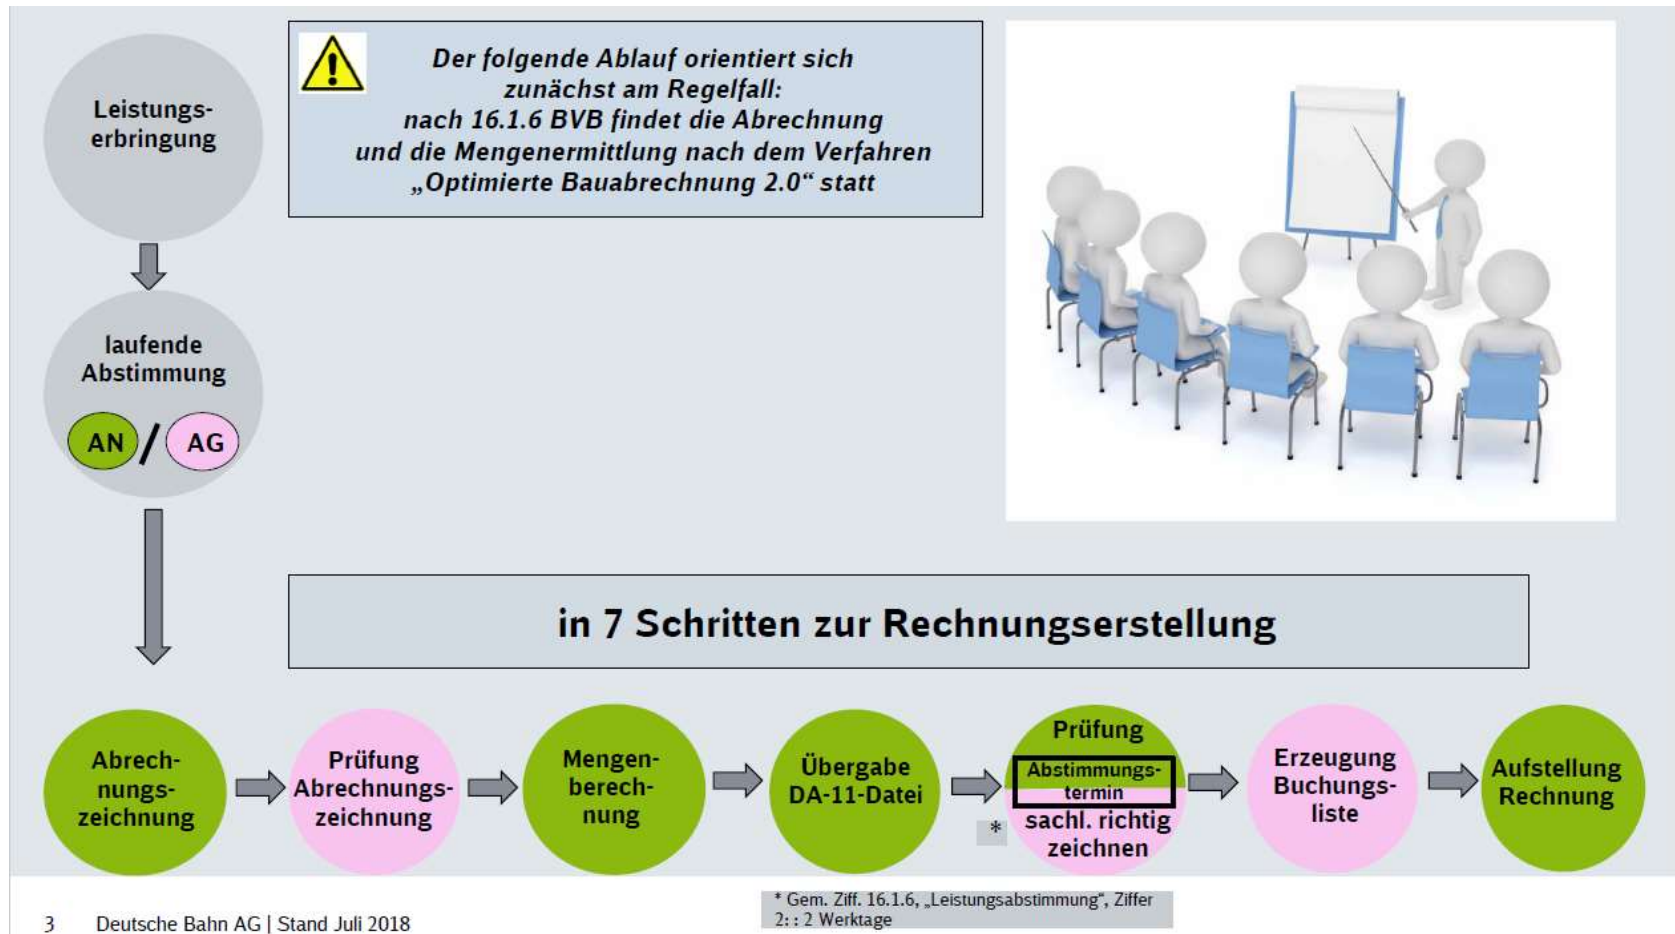 Leistungs-
erbringung
Der folgende Ablauf orientiert sich
zunächst am Regelfall:
nach 16.1.6 BVB findet die Abrechnung
und die Mengenermittlung nach dem Verfahren
„Optimierte Bauabrechnung 2.0“ statt
laufende
Abstimmung
AN / AG
in 7 Schritten zur Rechnungserstellung
Abrech-
nungs-
zeichnung
Prüfung
Abrechnungs-
zeichnung
Mengen-
berech-
nung
Übergabe
DA-11-Datei
Prüfung
Abstimmungs-
termin
* sachl. richtig
zeichnen
Erzeugung
Buchungs-
liste
Aufstellung
Rechnung
* Gem. Ziff. 16.1.6, „Leistungsabstimmung“, Ziffer
2: : 2 Werktage
3 Deutsche Bahn AG | Stand Juli 2018